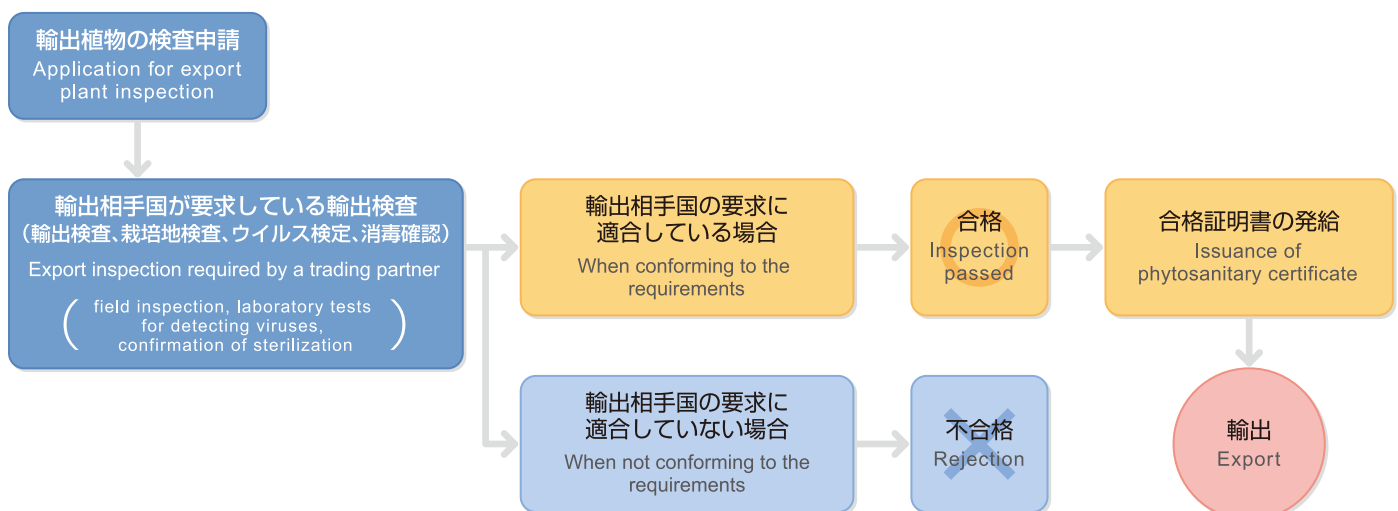 輸出植物の検査申請
Application for export
plant inspection
輸出相手国が要求している輸出検査
（輸出検査、栽培地検査、ウイルス検定、消毒確認）
Export inspection required by a trading partner
( field inspection, laboratory tests
for detecting viruses,
confirmation of sterilization )
輸出相手国の要求に
適合している場合
When conforming to the
requirements
合格
Inspection
passed
合格証明書の発給
Issuance of
phytosanitary certificate
輸出相手国の要求に
適合していない場合
When not conforming to the
requirements
不合格
Rejection
輸出
Export